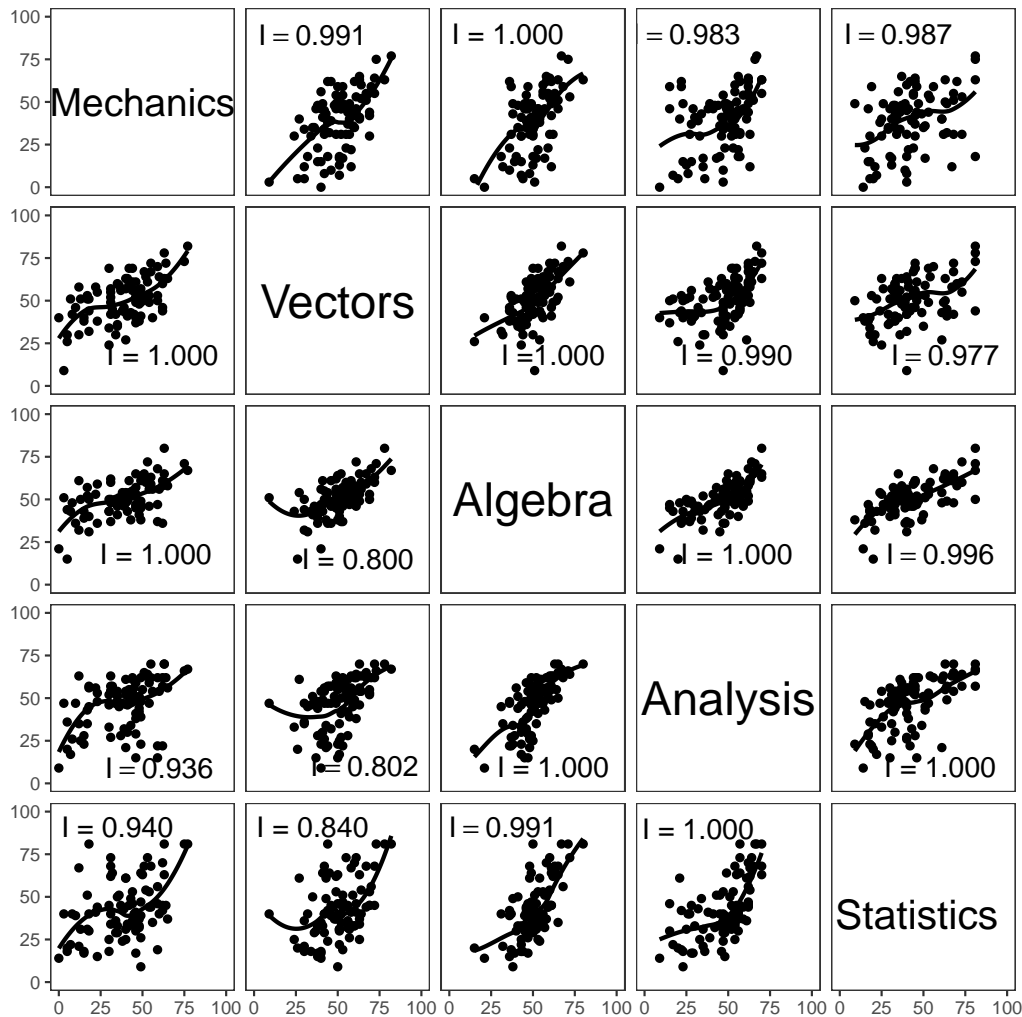 100
75
50
25
0
Mechanics
I = 0.991
I = 1.000
I = 0.983
I = 0.987
100
75
50
25
0
I = 1.000
Vectors
I =1.000
I = 0.990
I = 0.977
100
75
50
25
0
I = 1.000
I = 0.800
Algebra
I = 1.000
I = 0.996
100
75
50
25
0
I = 0.936
I = 0.802
I = 1.000
Analysis
I = 1.000
100
75
50
25
0
I = 0.940
I = 0.840
I = 0.991
I = 1.000
Statistics
0 25 50 75 100 0 25 50 75 100 0 25 50 75 100 0 25 50 75 100 0 25 50 75 100